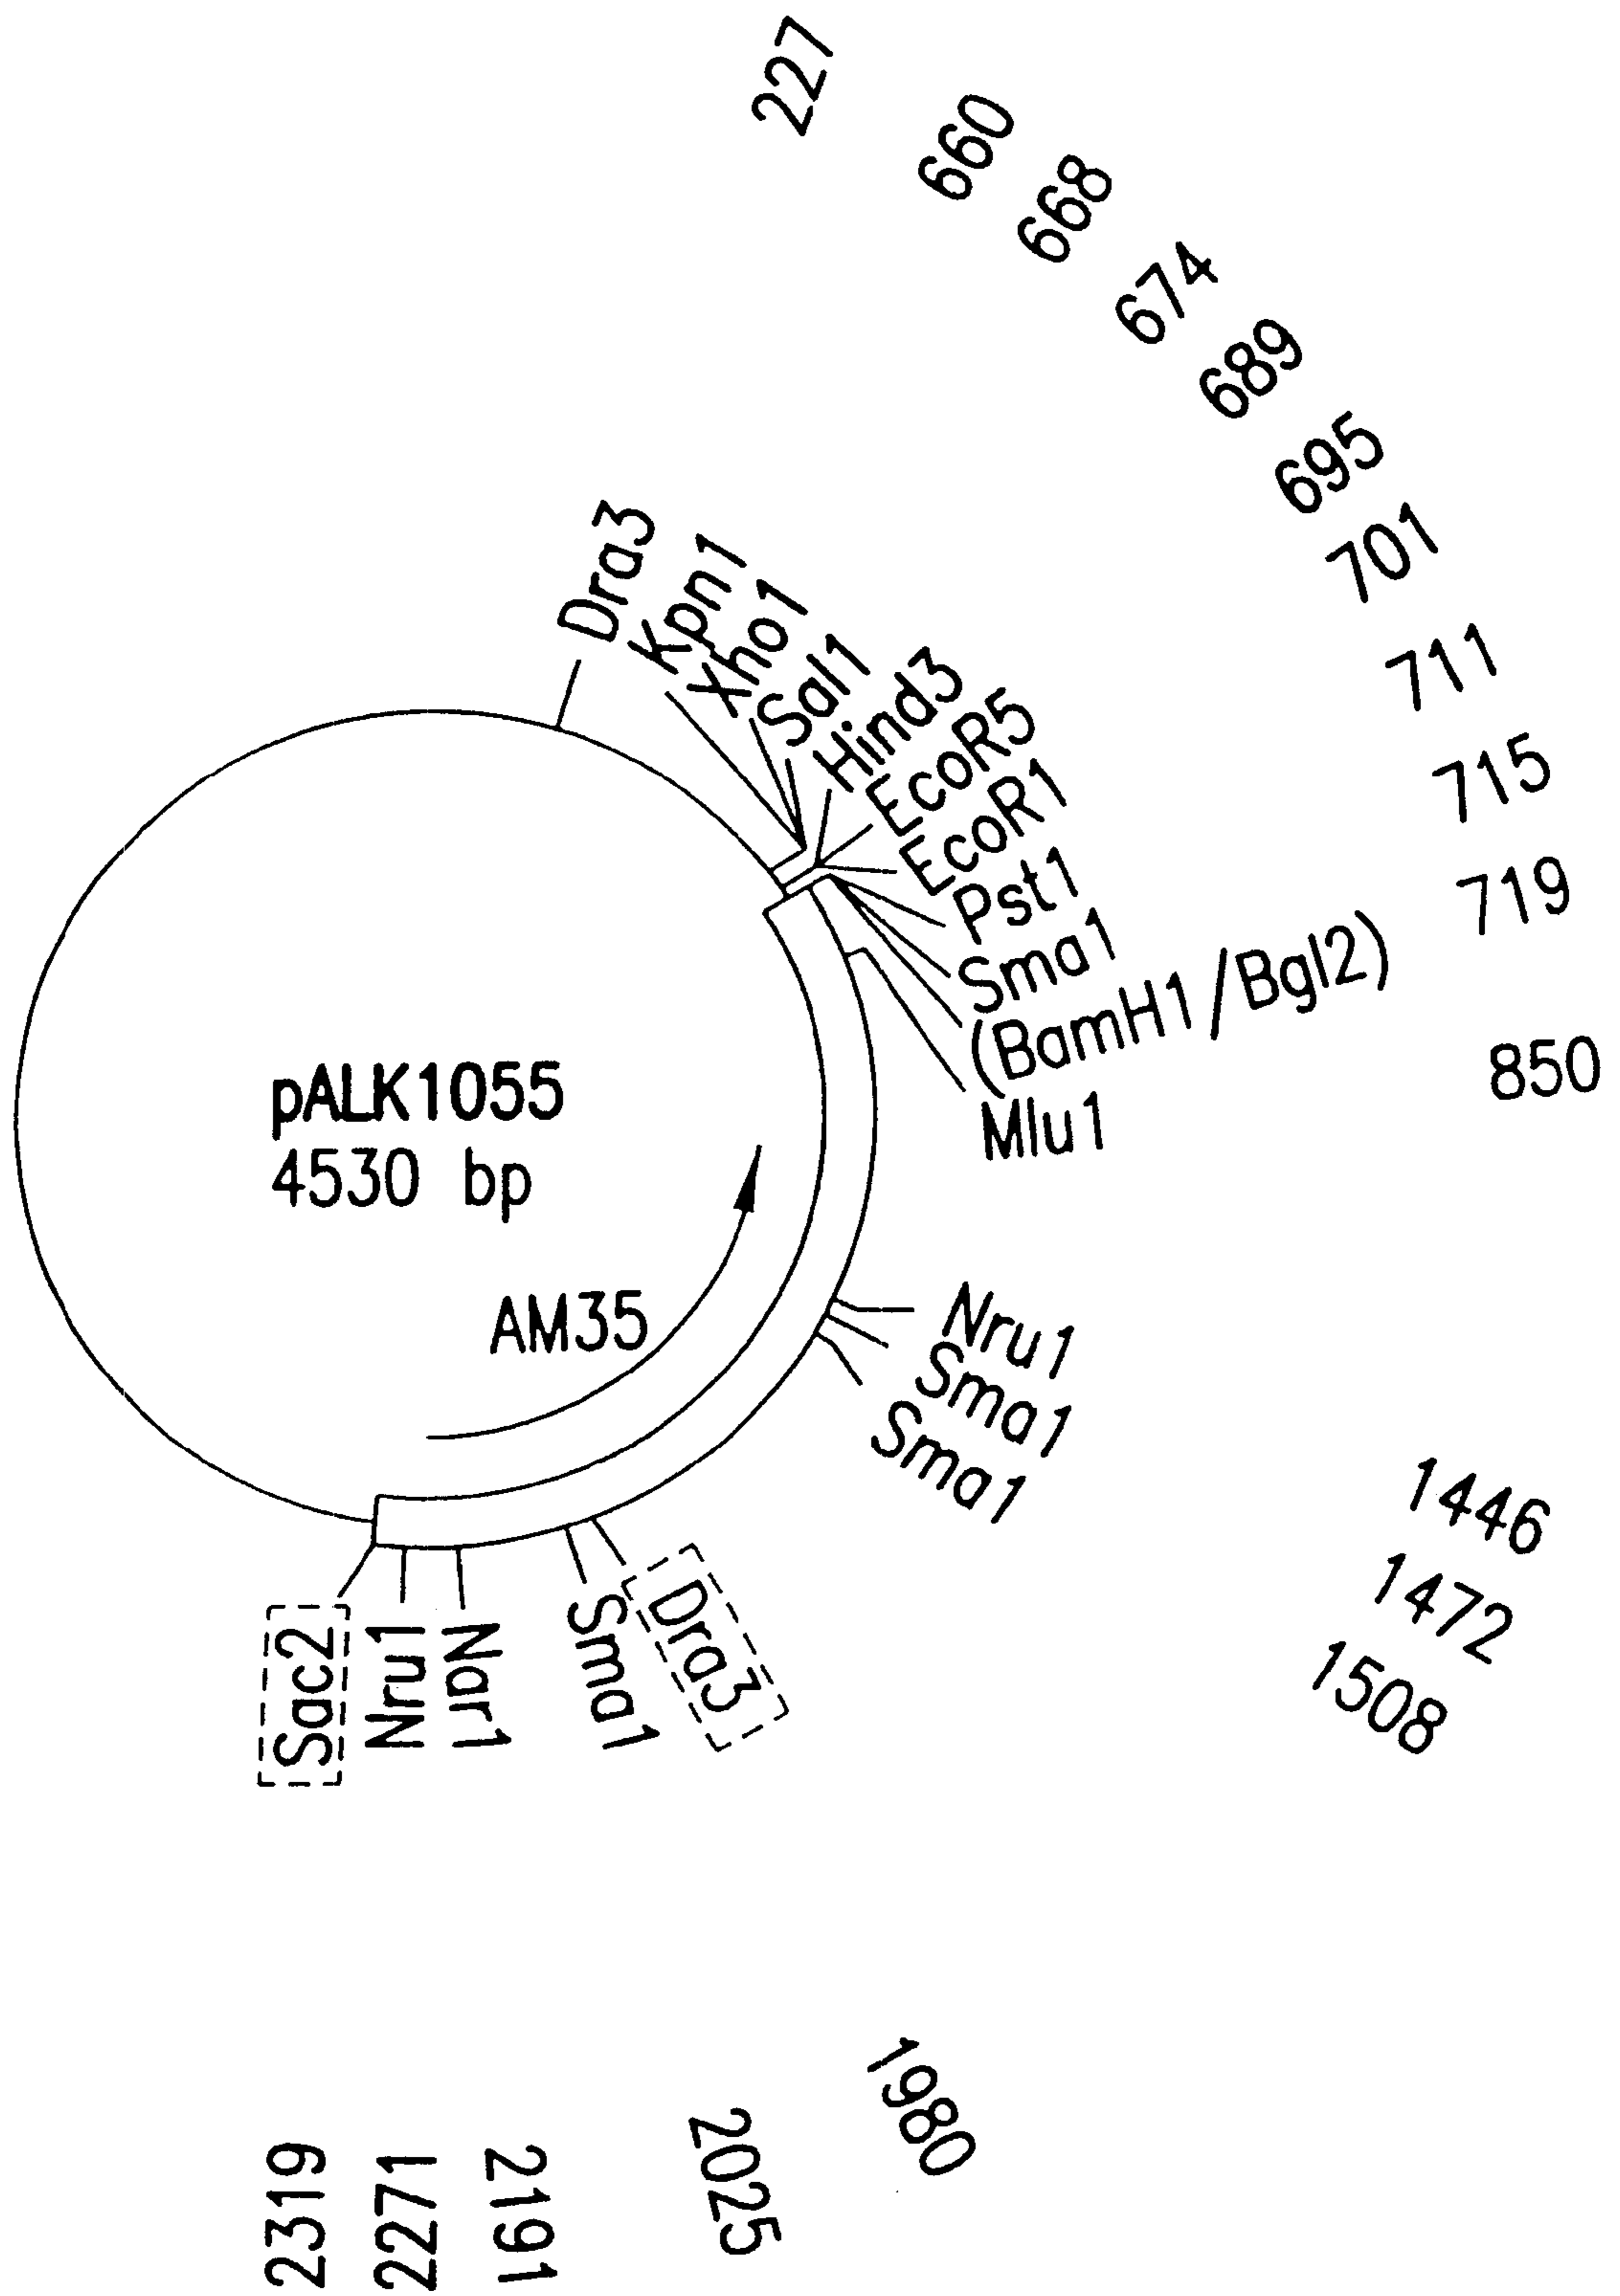 227
660
668
674
689
695
701
711
715
719
850
Dra3
Kpn1
Xho1
Sal1
Hind3
EcoR5
EcoR1
Pst1
Sma1
(BamH1/Bgl2)
Mlu1
pALK1055
4530 bp
AM35
Nru1
Sma1
Sma1
1446
1472
1508
Dra3
Sma1
Nar1
Nru1
Sac2
1980
2025
2191
2271
2319